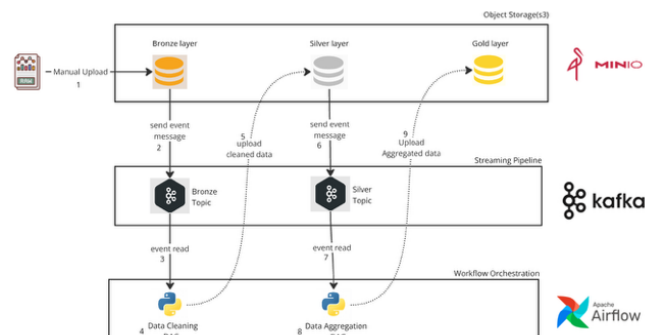 Object Storage(s3)
Bronze layer
Silver layer
Gold layer
Manual Upload
1
MINIO
send event
message
2
5
upload
cleaned data
send event
message
6
9
Upload
Aggregated data
Streaming Pipeline
Bronze
Topic
Silver
Topic
kafka
event read
3
event read
7
Workflow Orchestration
4
Data Cleaning
8
Data Aggregation
Apache
Airflow